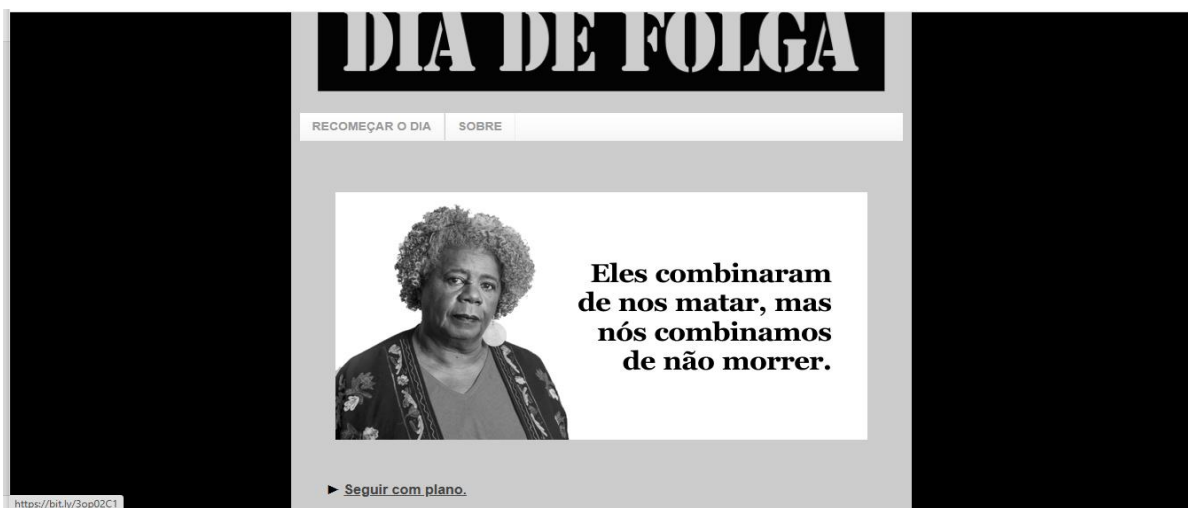 DIA DE FOLGA
RECOMEÇAR O DIA SOBRE
Eles combinaram
de nos matar, mas
nós combinamos
de não morrer.
► Seguir com plano.
https://bit.ly/3op02C1